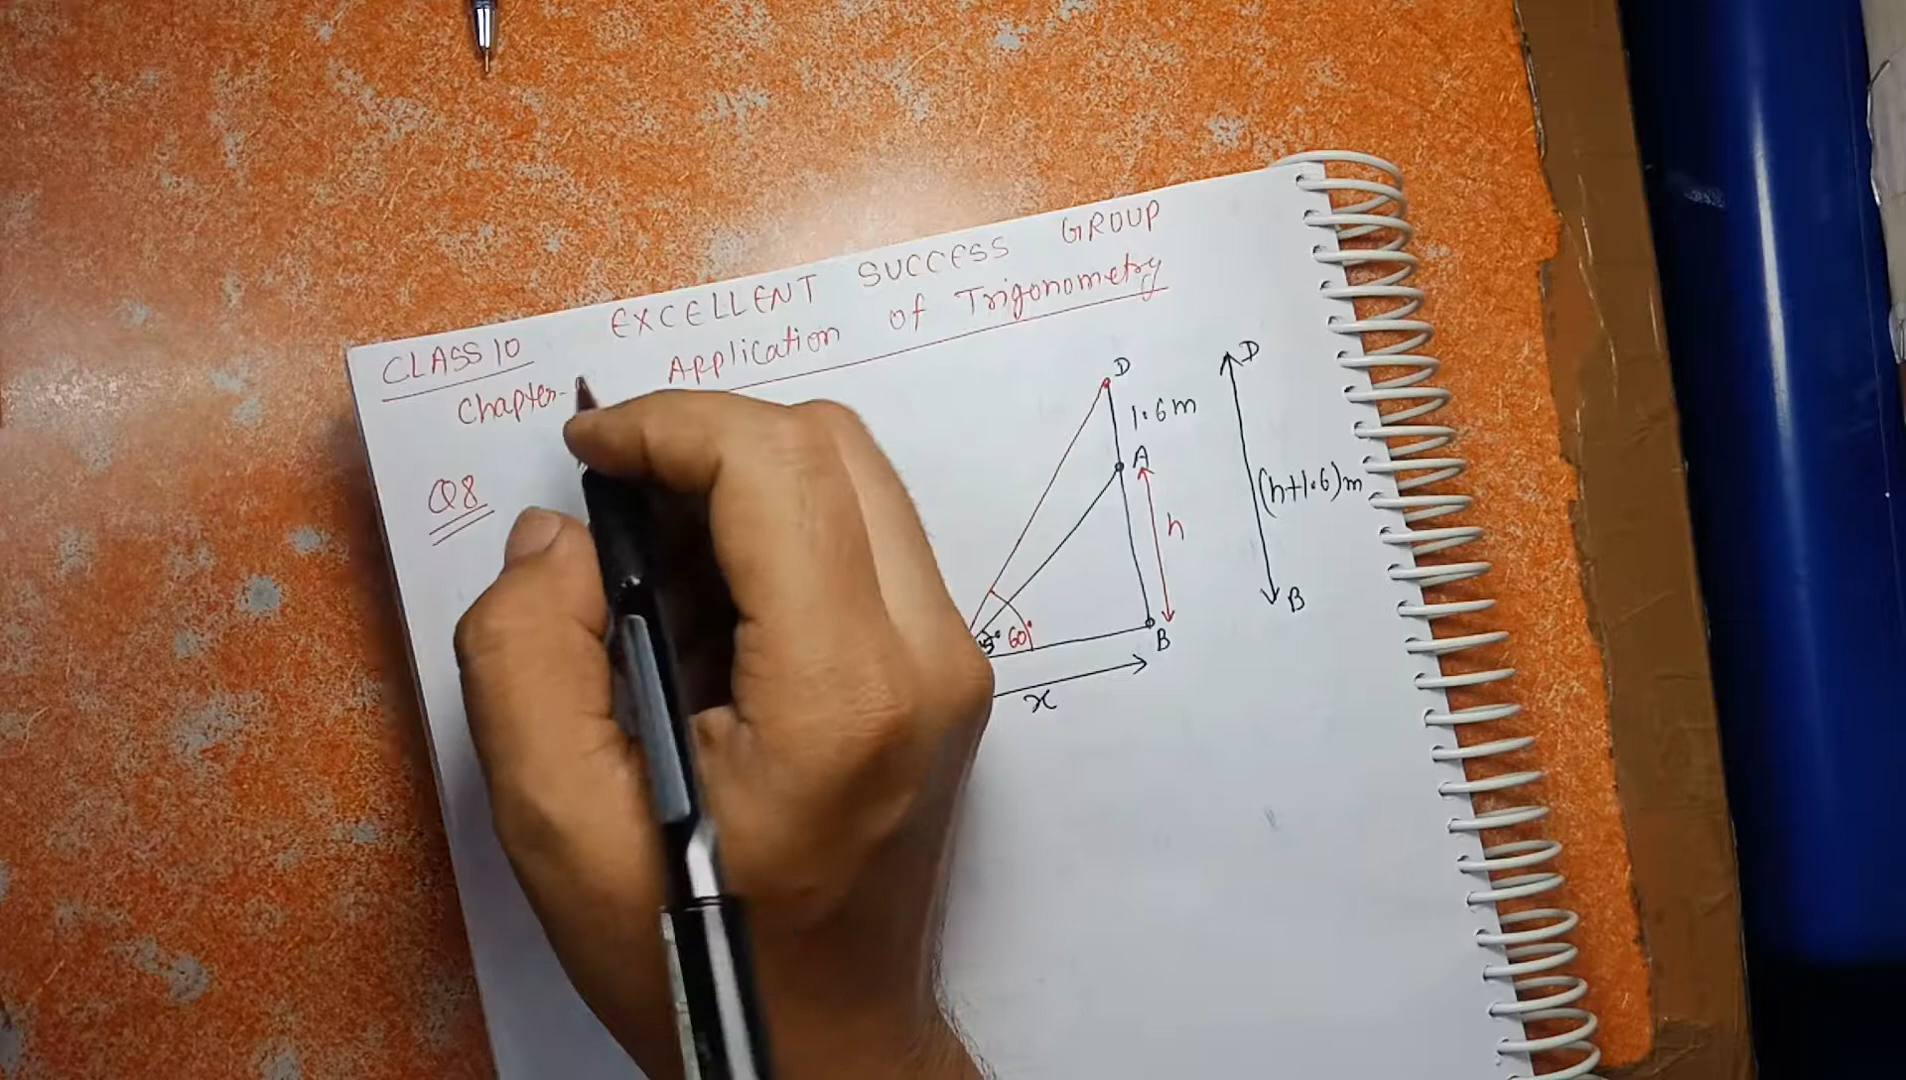 EXCELLENT SUCCESS GROUP
CLASS 10
Chapter- Application of Trigonometry
Q8
D
1.6m
A
h
60°
B
x
D
(h+1.6)m
B